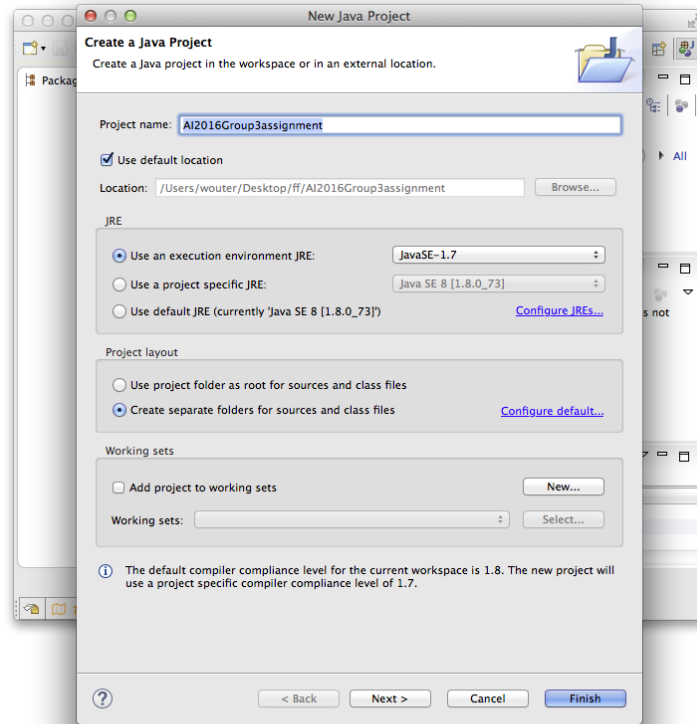 New Java Project
Create a Java Project
Create a Java project in the workspace or in an external location.
Packag
All
Project name: AI2016Group3assignment
Use default location
Location: /Users/wouter/Desktop/ff/AI2016Group3assignment Browse...
JRE
Use an execution environment JRE: JavaSE-1.7
Use a project specific JRE: Java SE 8 [1.8.0_73]
Use default JRE (currently 'Java SE 8 [1.8.0_73]') Configure JREs...
s not
Project layout
Use project folder as root for sources and class files
Create separate folders for sources and class files Configure default...
Working sets
Add project to working sets New...
Working sets: Select...
The default compiler compliance level for the current workspace is 1.8. The new project will
use a project specific compiler compliance level of 1.7.
? < Back Next > Cancel Finish